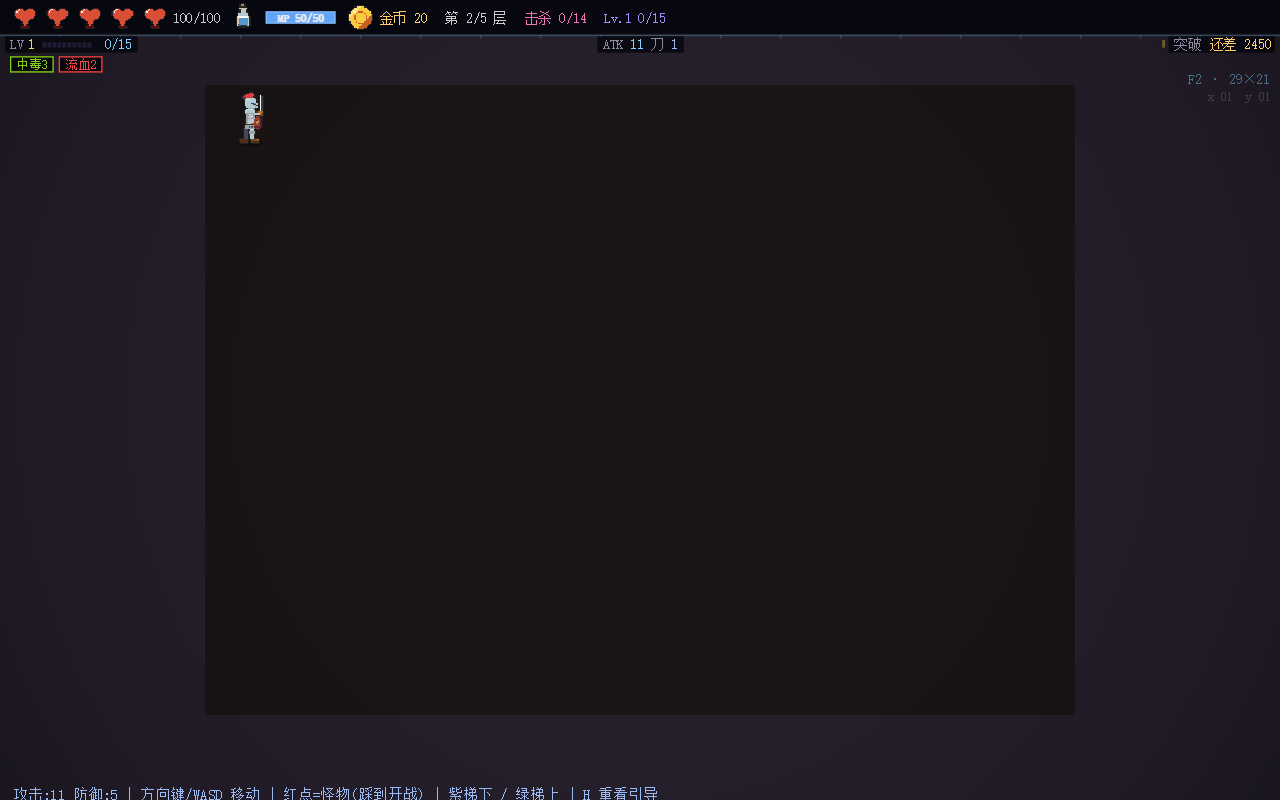 100/100 MP 50/50 金币 20 第 2/5 层 击杀 0/14 Lv.1 0/15
LV 1 0/15 ATK 11 刀 1 突破 还差 2450
中毒3 流血2
F2 · 29×21
x 01 y 01
攻击:11 防御:5 | 方向键/WASD 移动 | 红点=怪物(踩到开战) | 紫梯下 / 绿梯上 | H 重看引导